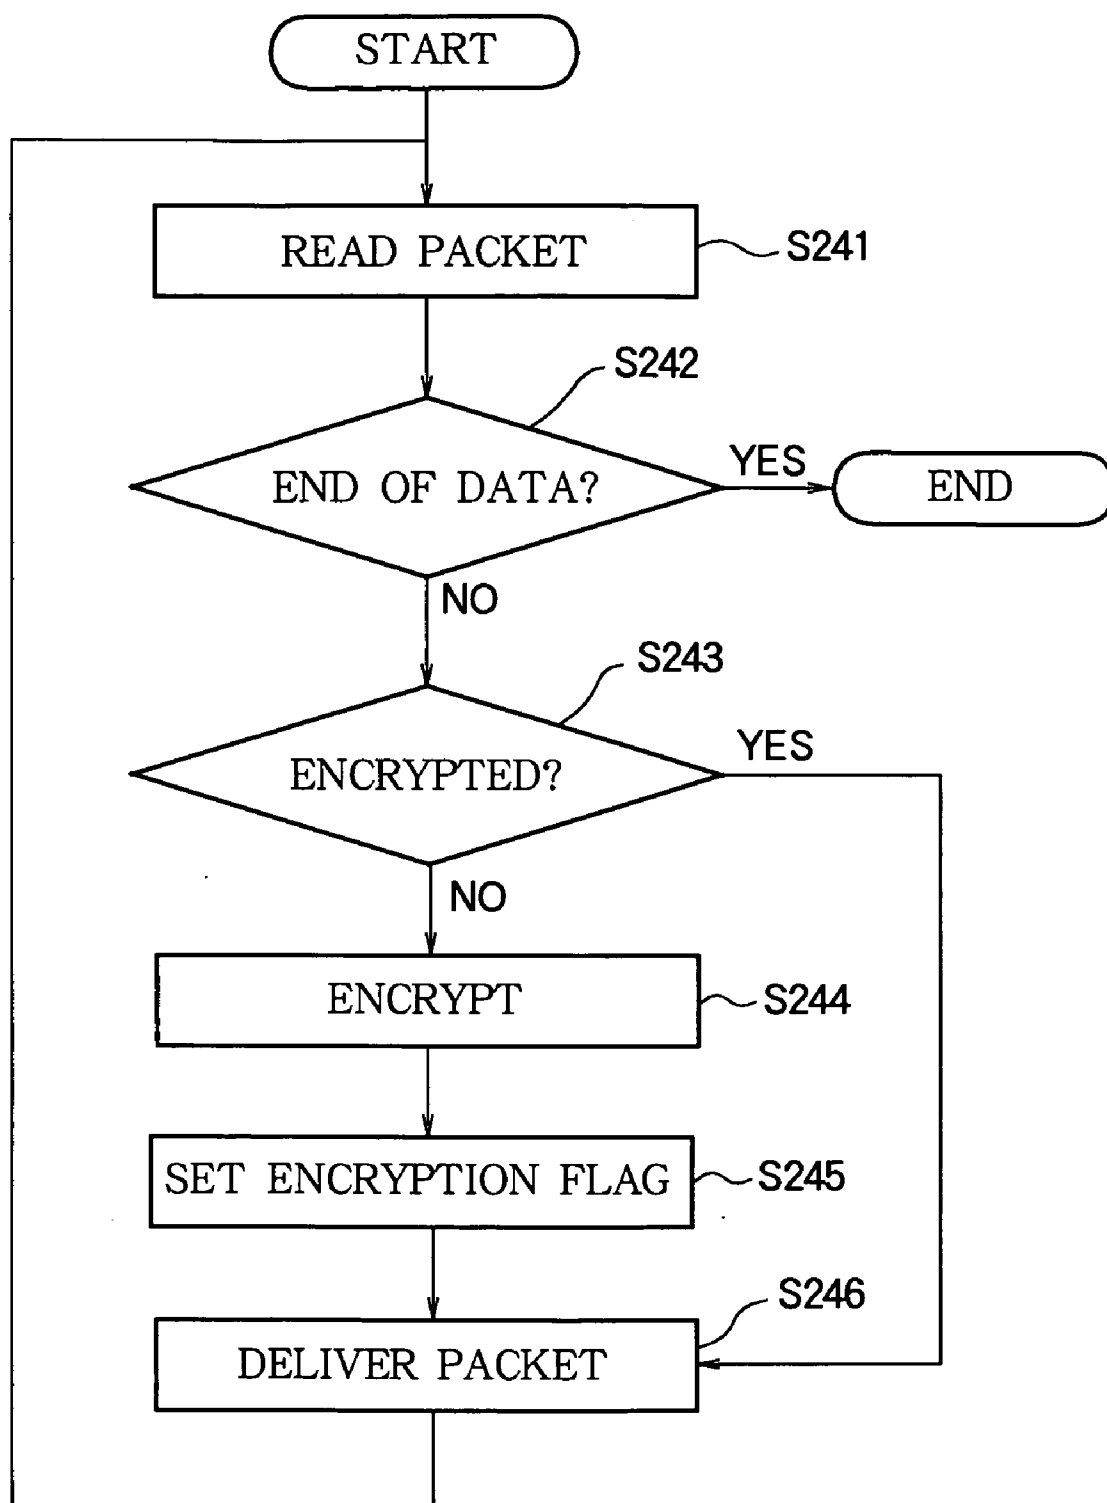 START
READ PACKET
S241
S242
END OF DATA?
YES
END
NO
S243
ENCRYPTED?
YES
NO
ENCRYPT
S244
SET ENCRYPTION FLAG
S245
S246
DELIVER PACKET